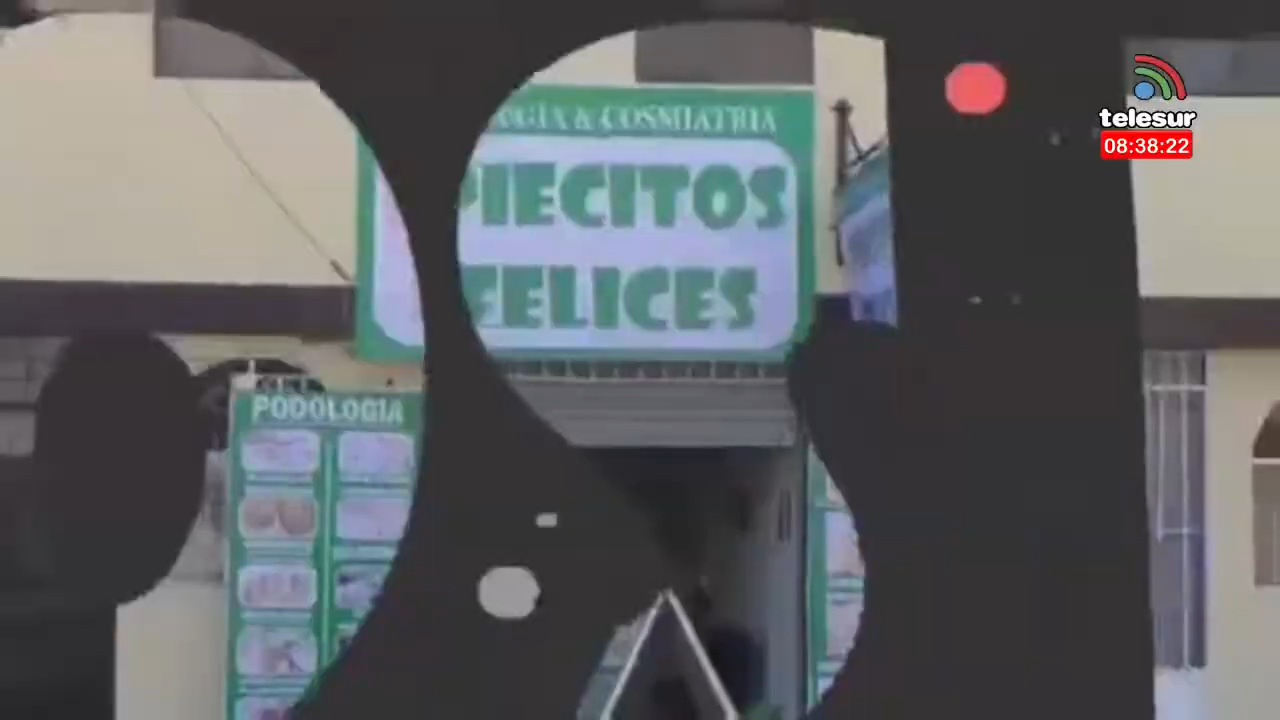 & COSMIATRIA
PIECITOS
FELICES
PODOLOGIA
telesur
08:38:22